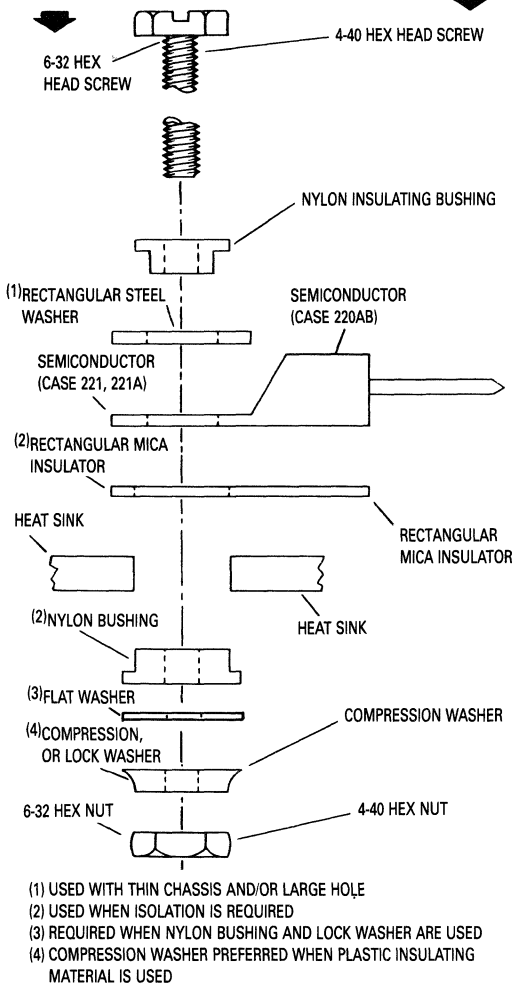 6-32 HEX
HEAD SCREW
4-40 HEX HEAD SCREW
NYLON INSULATING BUSHING
(1)RECTANGULAR STEEL
WASHER
SEMICONDUCTOR
(CASE 220AB)
SEMICONDUCTOR
(CASE 221, 221A)
(2)RECTANGULAR MICA
INSULATOR
RECTANGULAR
MICA INSULATOR
HEAT SINK
HEAT SINK
(2)NYLON BUSHING
(3)FLAT WASHER
COMPRESSION WASHER
(4)COMPRESSION,
OR LOCK WASHER
6-32 HEX NUT
4-40 HEX NUT
(1) USED WITH THIN CHASSIS AND/OR LARGE HOLE
(2) USED WHEN ISOLATION IS REQUIRED
(3) REQUIRED WHEN NYLON BUSHING AND LOCK WASHER ARE USED
(4) COMPRESSION WASHER PREFERRED WHEN PLASTIC INSULATING
MATERIAL IS USED